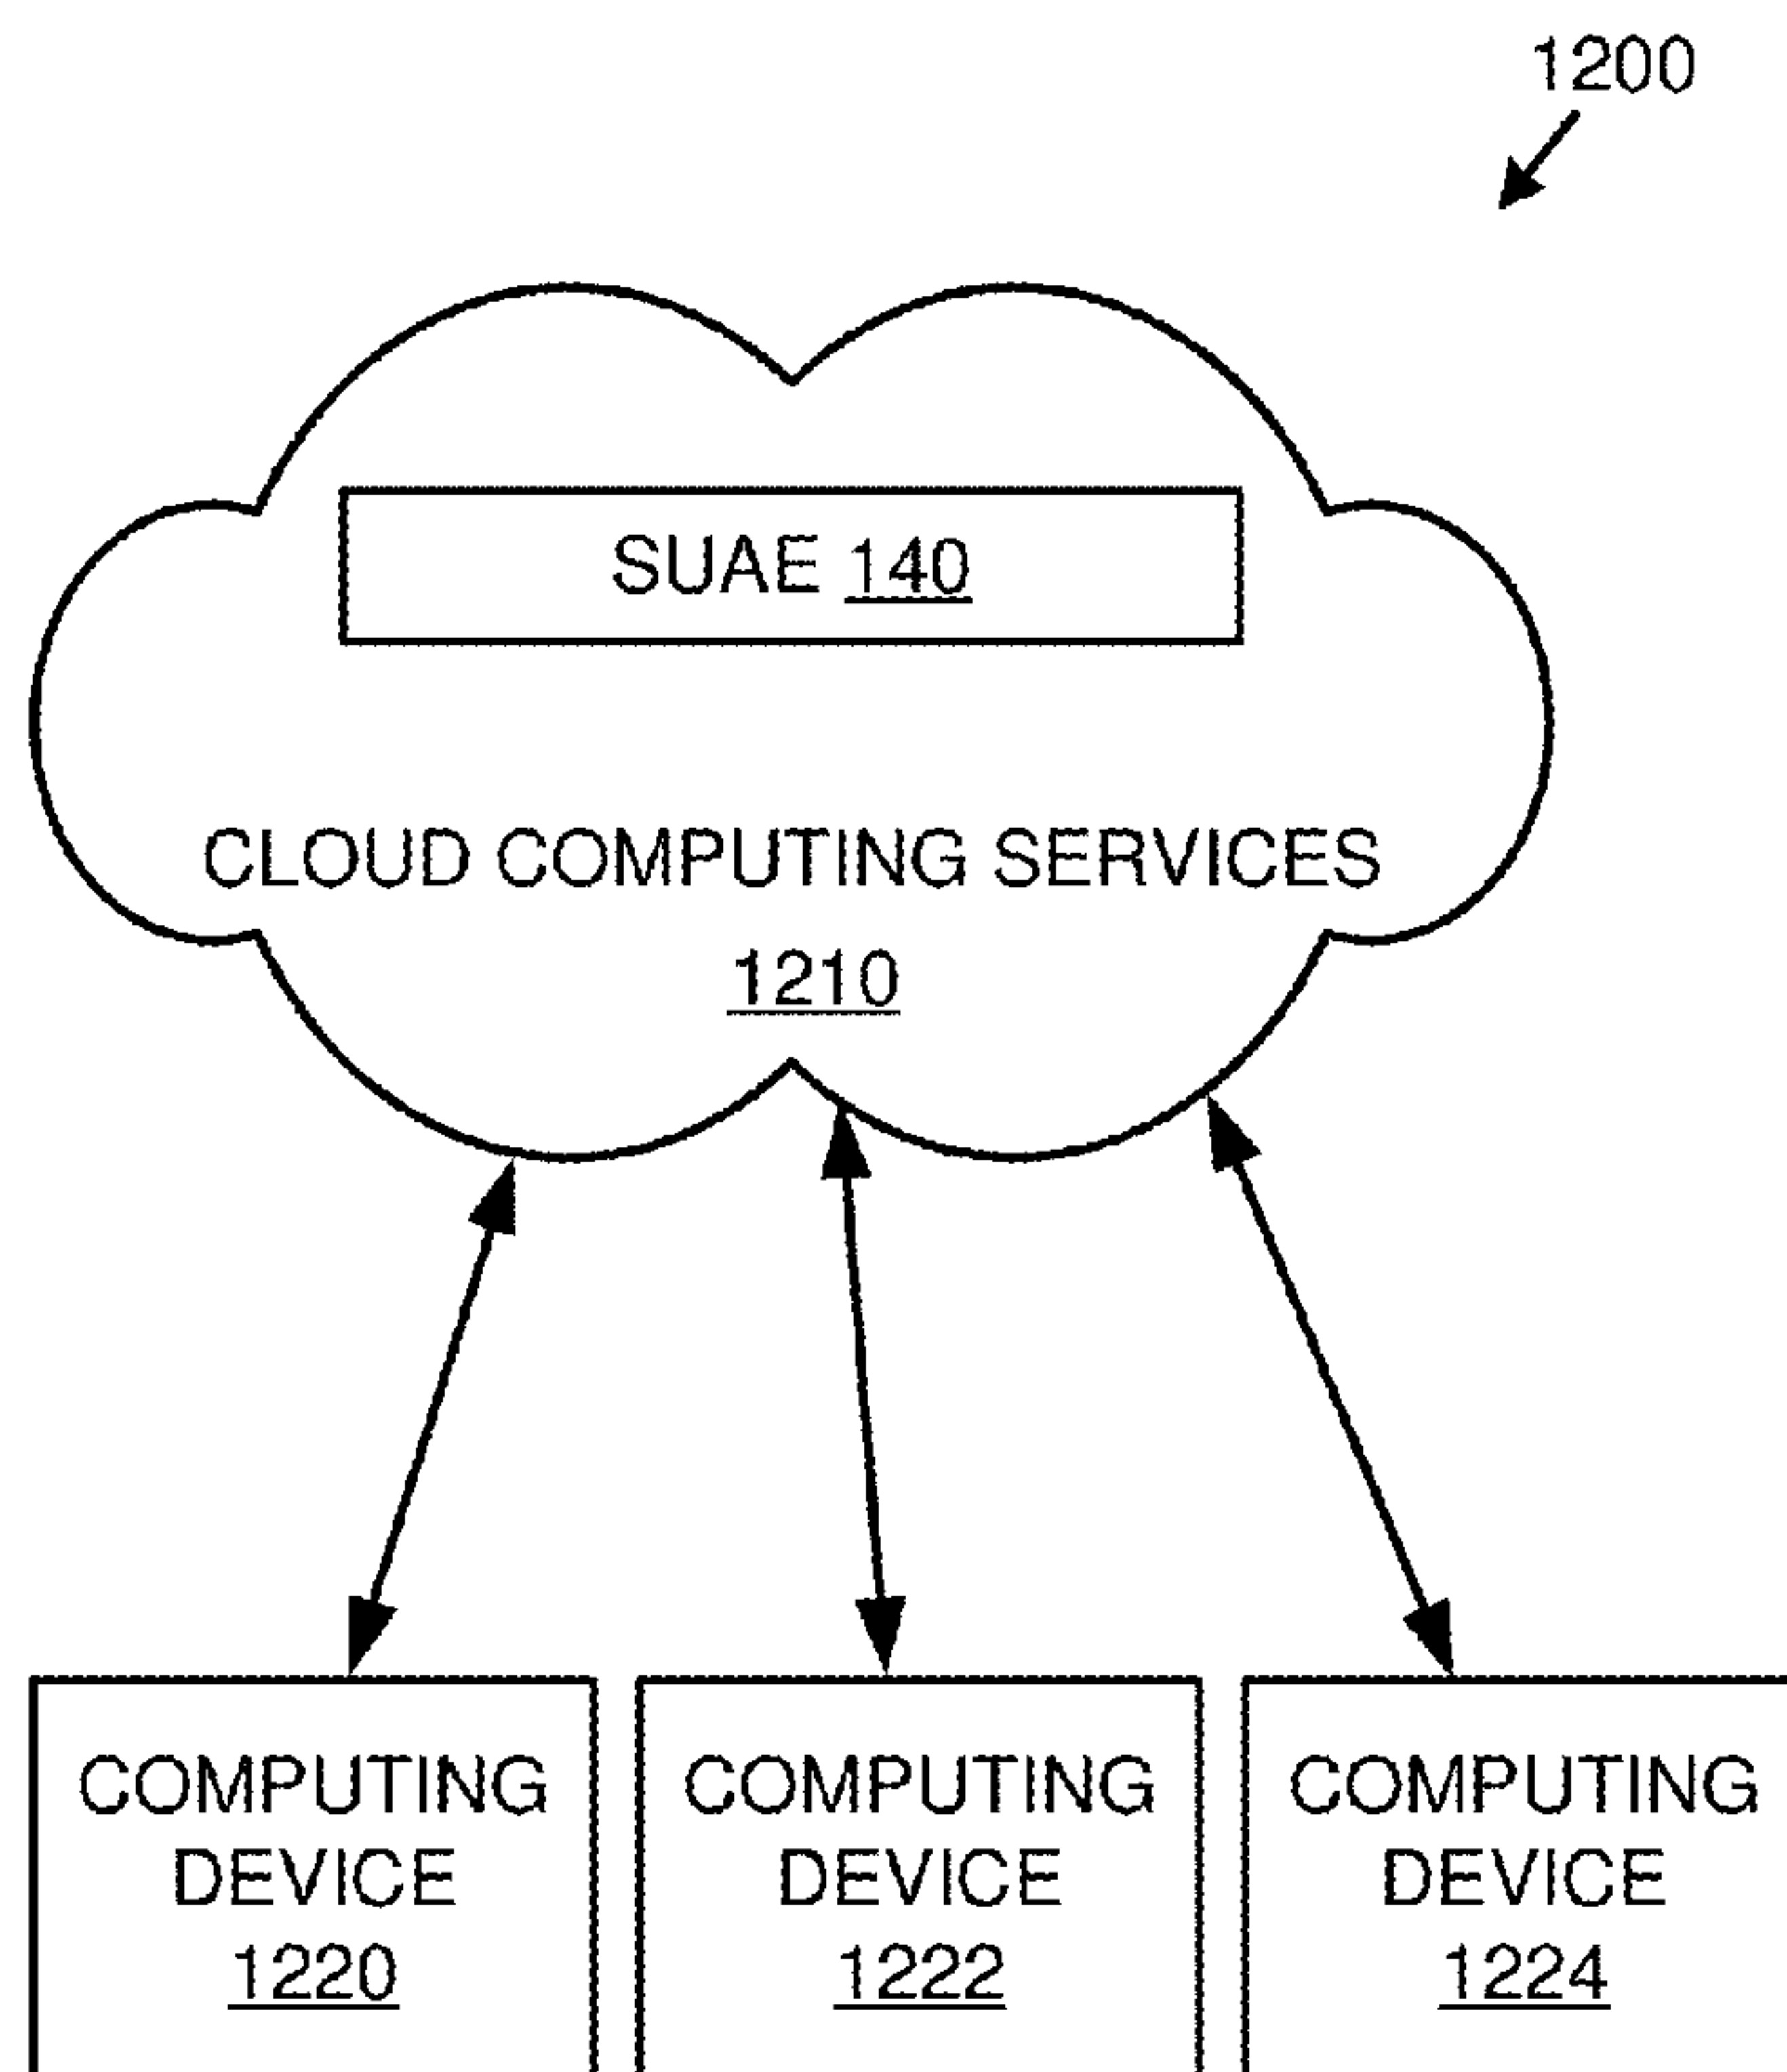 1200
SUAE 140
CLOUD COMPUTING SERVICES
1210
COMPUTING
DEVICE
1220
COMPUTING
DEVICE
1222
COMPUTING
DEVICE
1224